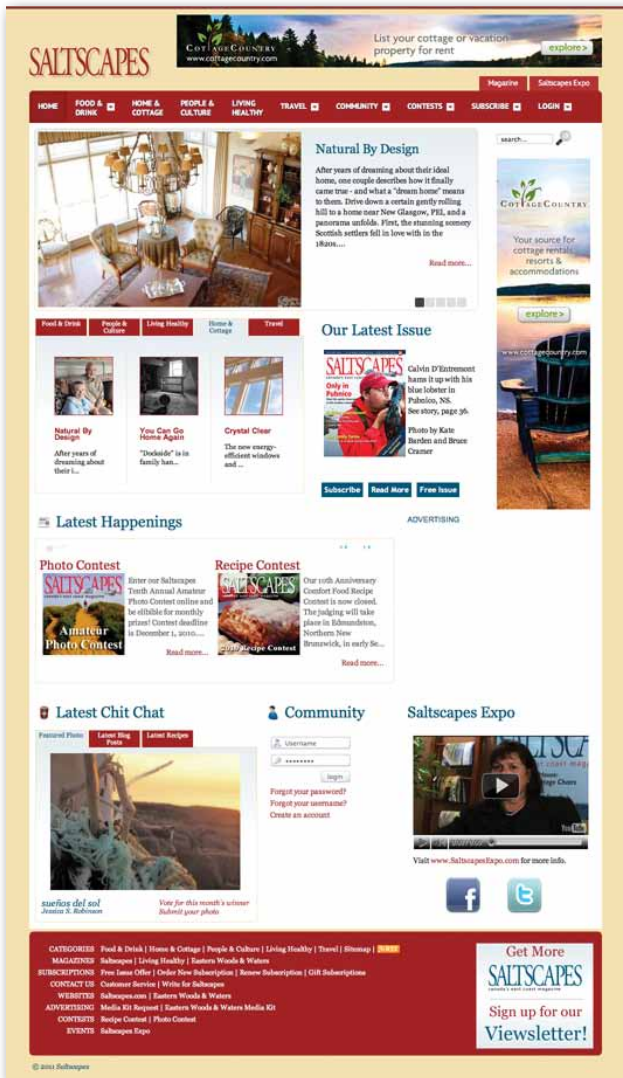 COTTAGECOUNTRY
www.cottagecountry.com
List your cottage or vacation
property for rent
explore >
SALTSCAPES
Magazine
Saltscapes Expo
HOME
FOOD &
DRINK
HOME &
COTTAGE
PEOPLE &
CULTURE
LIVING
HEALTHY
TRAVEL
COMMUNITY
CONTESTS
SUBSCRIBE
LOGIN
search...
Natural By Design
After years of dreaming about their ideal
home, one couple describes how it finally
came true - and what a "dream home" means
to them. Drive down a certain gently rolling
hill to a home near New Glasgow, PEI, and a
panorama unfolds. First, the stunning scenery
Scottish settlers fell in love with in the
1820s....
Read more...
COTTAGECOUNTRY
Your source for
cottage rentals,
resorts &
accommodations
explore >
www.cottagecountry.com
Food & Drink
People &
Culture
Living Healthy
Home &
Cottage
Travel
Natural By
Design
After years of
dreaming about
their i...
You Can Go
Home Again
"Dockside" is in
family han...
Crystal Clear
The new energy-
efficient windows
and ...
Our Latest Issue
SALTSCAPES
Only in
Pubnico
Calvin D'Entremont
hams it up with his
blue lobster in
Pubnico, NS.
See story, page 36.
Photo by Kate
Barden and Bruce
Cramer
Subscribe
Read More
Free Issue
ADVERTISING
Latest Happenings
Photo Contest
SALTSCAPES
Amateur
Photo Contest
Enter our Saltscapes
Tenth Annual Amateur
Photo Contest online and
be elibible for monthly
prizes! Contest deadline
is December 1, 2010....
Read more...
Recipe Contest
SALTSCAPES
2010 Recipe Contest
Our 10th Anniversary
Comfort Food Recipe
Contest is now closed.
The judging will take
place in Edmundston,
Northern New
Brunswick, in early Se...
Read more...
Latest Chit Chat
Featured Photo
Latest Blog
Posts
Latest Recipes
sueños del sol
Jessica S. Robinson
Vote for this month's winner
Submit your photo
Community
Username
••••••••
login
Forgot your password?
Forgot your username?
Create an account
Saltscapes Expo
YouTube
Visit www.SaltscapesExpo.com for more info.
f
t
CATEGORIES Food & Drink | Home & Cottage | People & Culture | Living Healthy | Travel | Sitemap |
MAGAZINES Saltscapes | Living Healthy | Eastern Woods & Waters
SUBSCRIPTIONS Free Issue Offer | Order New Subscription | Renew Subscription | Gift Subscriptions
CONTACT US Customer Service | Write for Saltscapes
WEBSITES Saltscapes.com | Eastern Woods & Waters
ADVERTISING Media Kit Request | Eastern Woods & Waters Media Kit
CONTESTS Recipe Contest | Photo Contest
EVENTS Saltscapes Expo
Get More
SALTSCAPES
canada's east coast magazine
Sign up for our
Viewsletter!
© 2011 Saltscapes